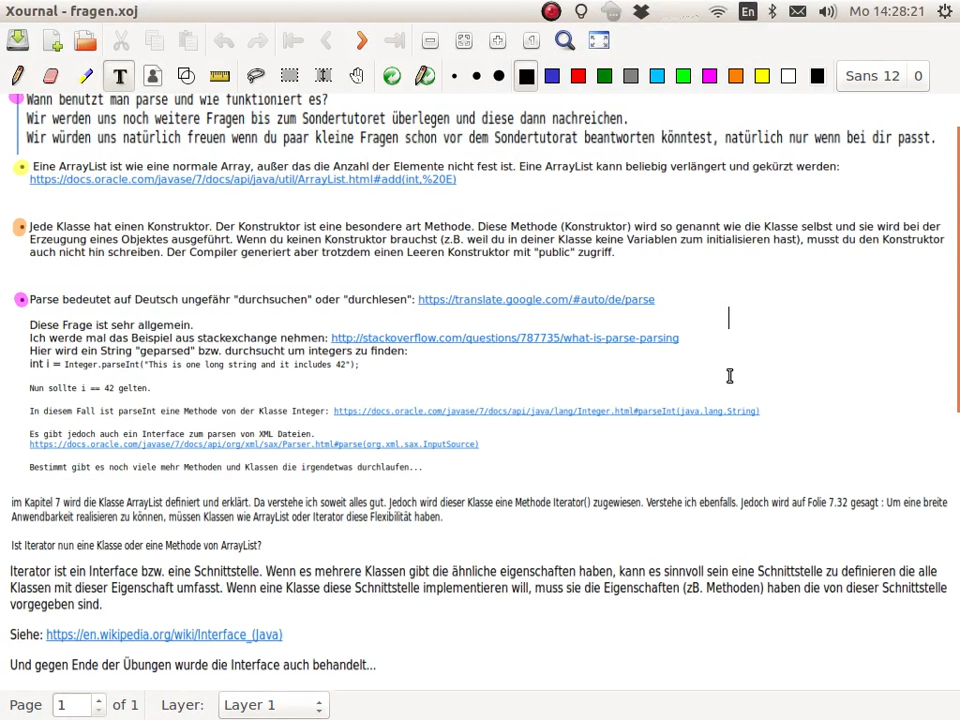 Xournal - fragen.xoj
En
Mo 14:28:21
T
Sans 12
0
Wann benutzt man parse und wie funktioniert es?
Wir werden uns noch weitere Fragen bis zum Sondertutoret überlegen und diese dann nachreichen.
Wir würden uns natürlich freuen wenn du paar kleine Fragen schon vor dem Sondertutorat beantworten könntest, natürlich nur wenn bei dir passt.
Eine ArrayList ist wie eine normale Array, außer das die Anzahl der Elemente nicht fest ist. Eine ArrayList kann beliebig verlängert und gekürzt werden:
https://docs.oracle.com/javase/7/docs/api/java/util/ArrayList.html#add(int,%20E)
Jede Klasse hat einen Konstruktor. Der Konstruktor ist eine besondere art Methode. Diese Methode (Konstruktor) wird so genannt wie die Klasse selbst und sie wird bei der
Erzeugung eines Objektes ausgeführt. Wenn du keinen Konstruktor brauchst (z.B. weil du in deiner Klasse keine Variablen zum initialisieren hast), musst du den Konstruktor
auch nicht hin schreiben. Der Compiler generiert aber trotzdem einen Leeren Konstruktor mit "public" zugriff.
Parse bedeutet auf Deutsch ungefähr "durchsuchen" oder "durchlesen": https://translate.google.com/#auto/de/parse
Diese Frage ist sehr allgemein.
Ich werde mal das Beispiel aus stackexchange nehmen: http://stackoverflow.com/questions/787735/what-is-parse-parsing
Hier wird ein String "geparsed" bzw. durchsucht um integers zu finden:
int i = Integer.parseInt("This is one long string and it includes 42");
Nun sollte i == 42 gelten.
In diesem Fall ist parseInt eine Methode von der Klasse Integer: https://docs.oracle.com/javase/7/docs/api/java/lang/Integer.html#parseInt(java.lang.String)
Es gibt jedoch auch ein Interface zum parsen von XML Dateien.
https://docs.oracle.com/javase/7/docs/api/org/xml/sax/Parser.html#parse(org.xml.sax.InputSource)
Bestimmt gibt es noch viele mehr Methoden und Klassen die irgendetwas durchlaufen...
im Kapitel 7 wird die Klasse ArrayList definiert und erklärt. Da verstehe ich soweit alles gut. Jedoch wird dieser Klasse eine Methode Iterator() zugewiesen. Verstehe ich ebenfalls. Jedoch wird auf Folie 7.32 gesagt : Um eine breite
Anwendbarkeit realisieren zu können, müssen Klassen wie ArrayList oder Iterator diese Flexibilität haben.
Ist Iterator nun eine Klasse oder eine Methode von ArrayList?
Iterator ist ein Interface bzw. eine Schnittstelle. Wenn es mehrere Klassen gibt die ähnliche eigenschaften haben, kann es sinnvoll sein eine Schnittstelle zu definieren die alle
Klassen mit dieser Eigenschaft umfasst. Wenn eine Klasse diese Schnittstelle implementieren will, muss sie die Eigenschaften (zB. Methoden) haben die von dieser Schnittstelle
vorgegeben sind.
Siehe: https://en.wikipedia.org/wiki/Interface_(Java)
Und gegen Ende der Übungen wurde die Interface auch behandelt...
Page 1 of 1 Layer: Layer 1